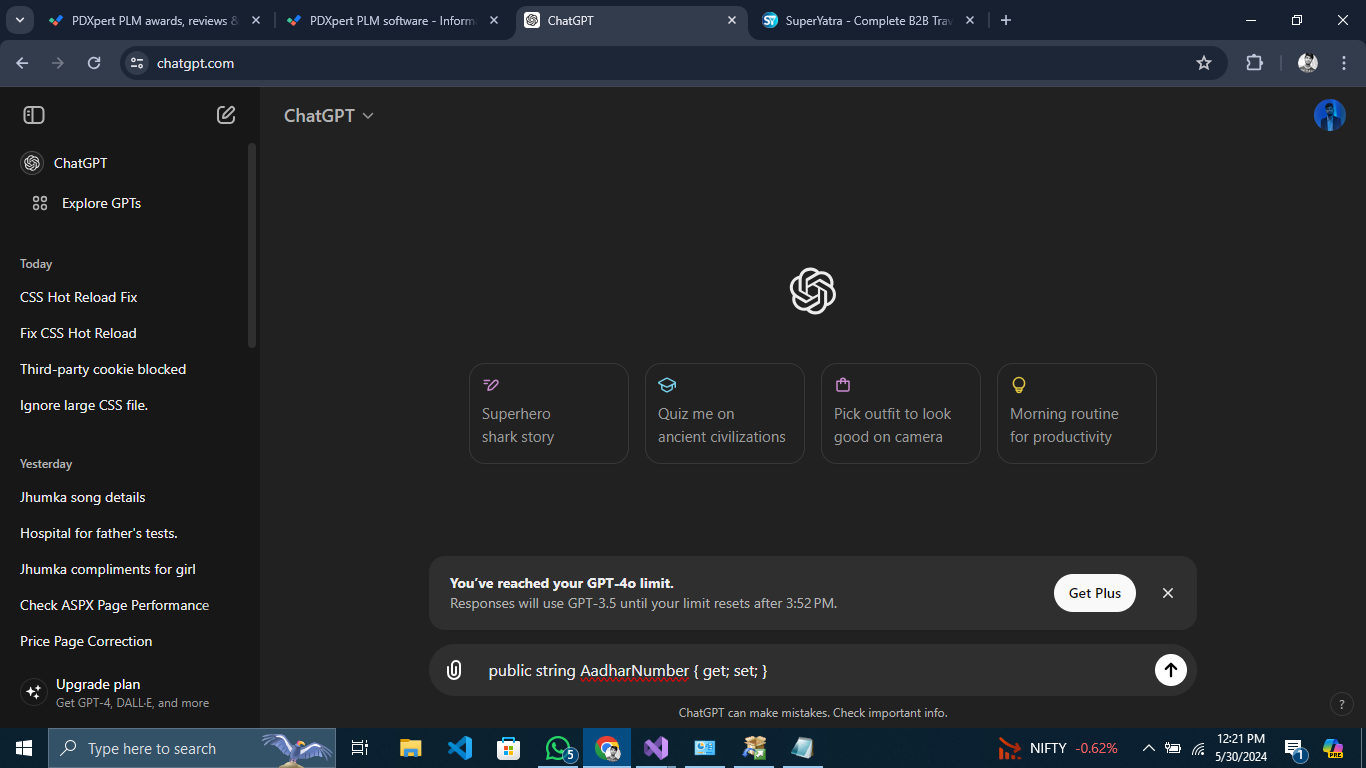 PDXpert PLM awards, reviews &
PDXpert PLM software - Inform
ChatGPT
SuperYatra - Complete B2B Trav
chatgpt.com
ChatGPT
Explore GPTs
Today
CSS Hot Reload Fix
Fix CSS Hot Reload
Third-party cookie blocked
Ignore large CSS file.
Yesterday
Jhumka song details
Hospital for father's tests.
Jhumka compliments for girl
Check ASPX Page Performance
Price Page Correction
Upgrade plan
Get GPT-4, DALL·E, and more
ChatGPT
Superhero
shark story
Quiz me on
ancient civilizations
Pick outfit to look
good on camera
Morning routine
for productivity
You've reached your GPT-4o limit.
Responses will use GPT-3.5 until your limit resets after 3:52 PM.
Get Plus
public string AadharNumber { get; set; }
ChatGPT can make mistakes. Check important info.
?
Type here to search
5
NIFTY -0.62%
12:21 PM
5/30/2024
1
PRE